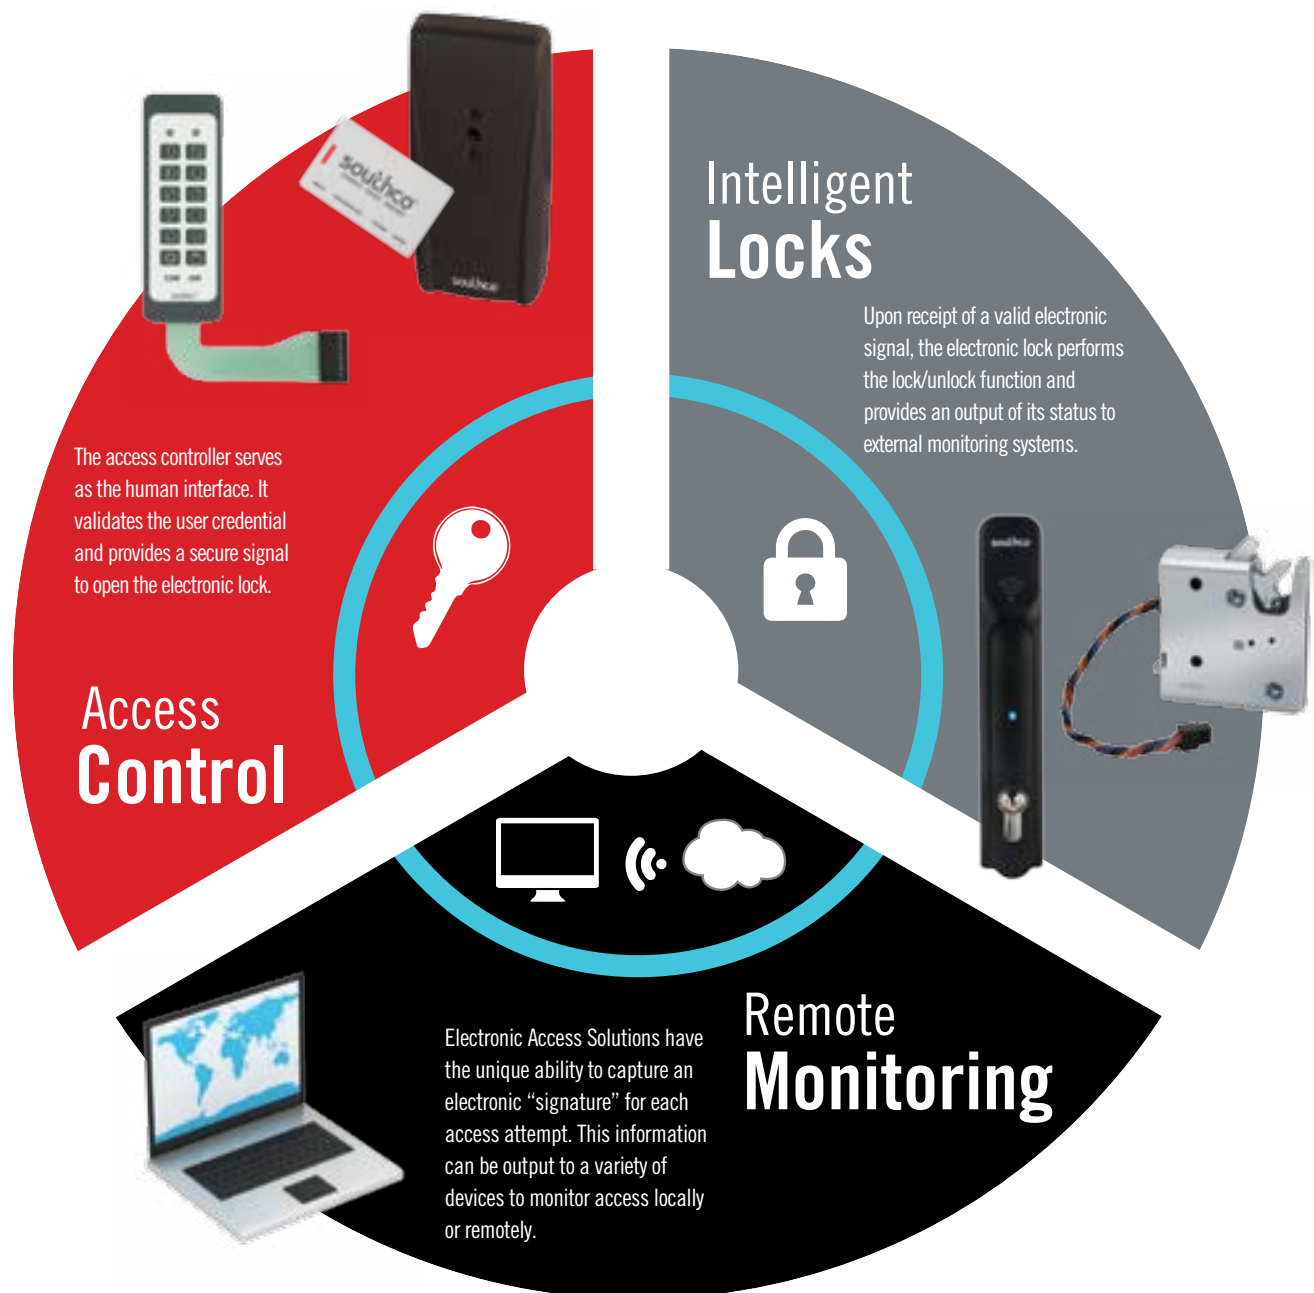 southco
southco
Access
Control
The access controller serves
as the human interface. It
validates the user credential
and provides a secure signal
to open the electronic lock.
Intelligent
Locks
Upon receipt of a valid electronic
signal, the electronic lock performs
the lock/unlock function and
provides an output of its status to
external monitoring systems.
southco
Remote
Monitoring
Electronic Access Solutions have
the unique ability to capture an
electronic “signature” for each
access attempt. This information
can be output to a variety of
devices to monitor access locally
or remotely.